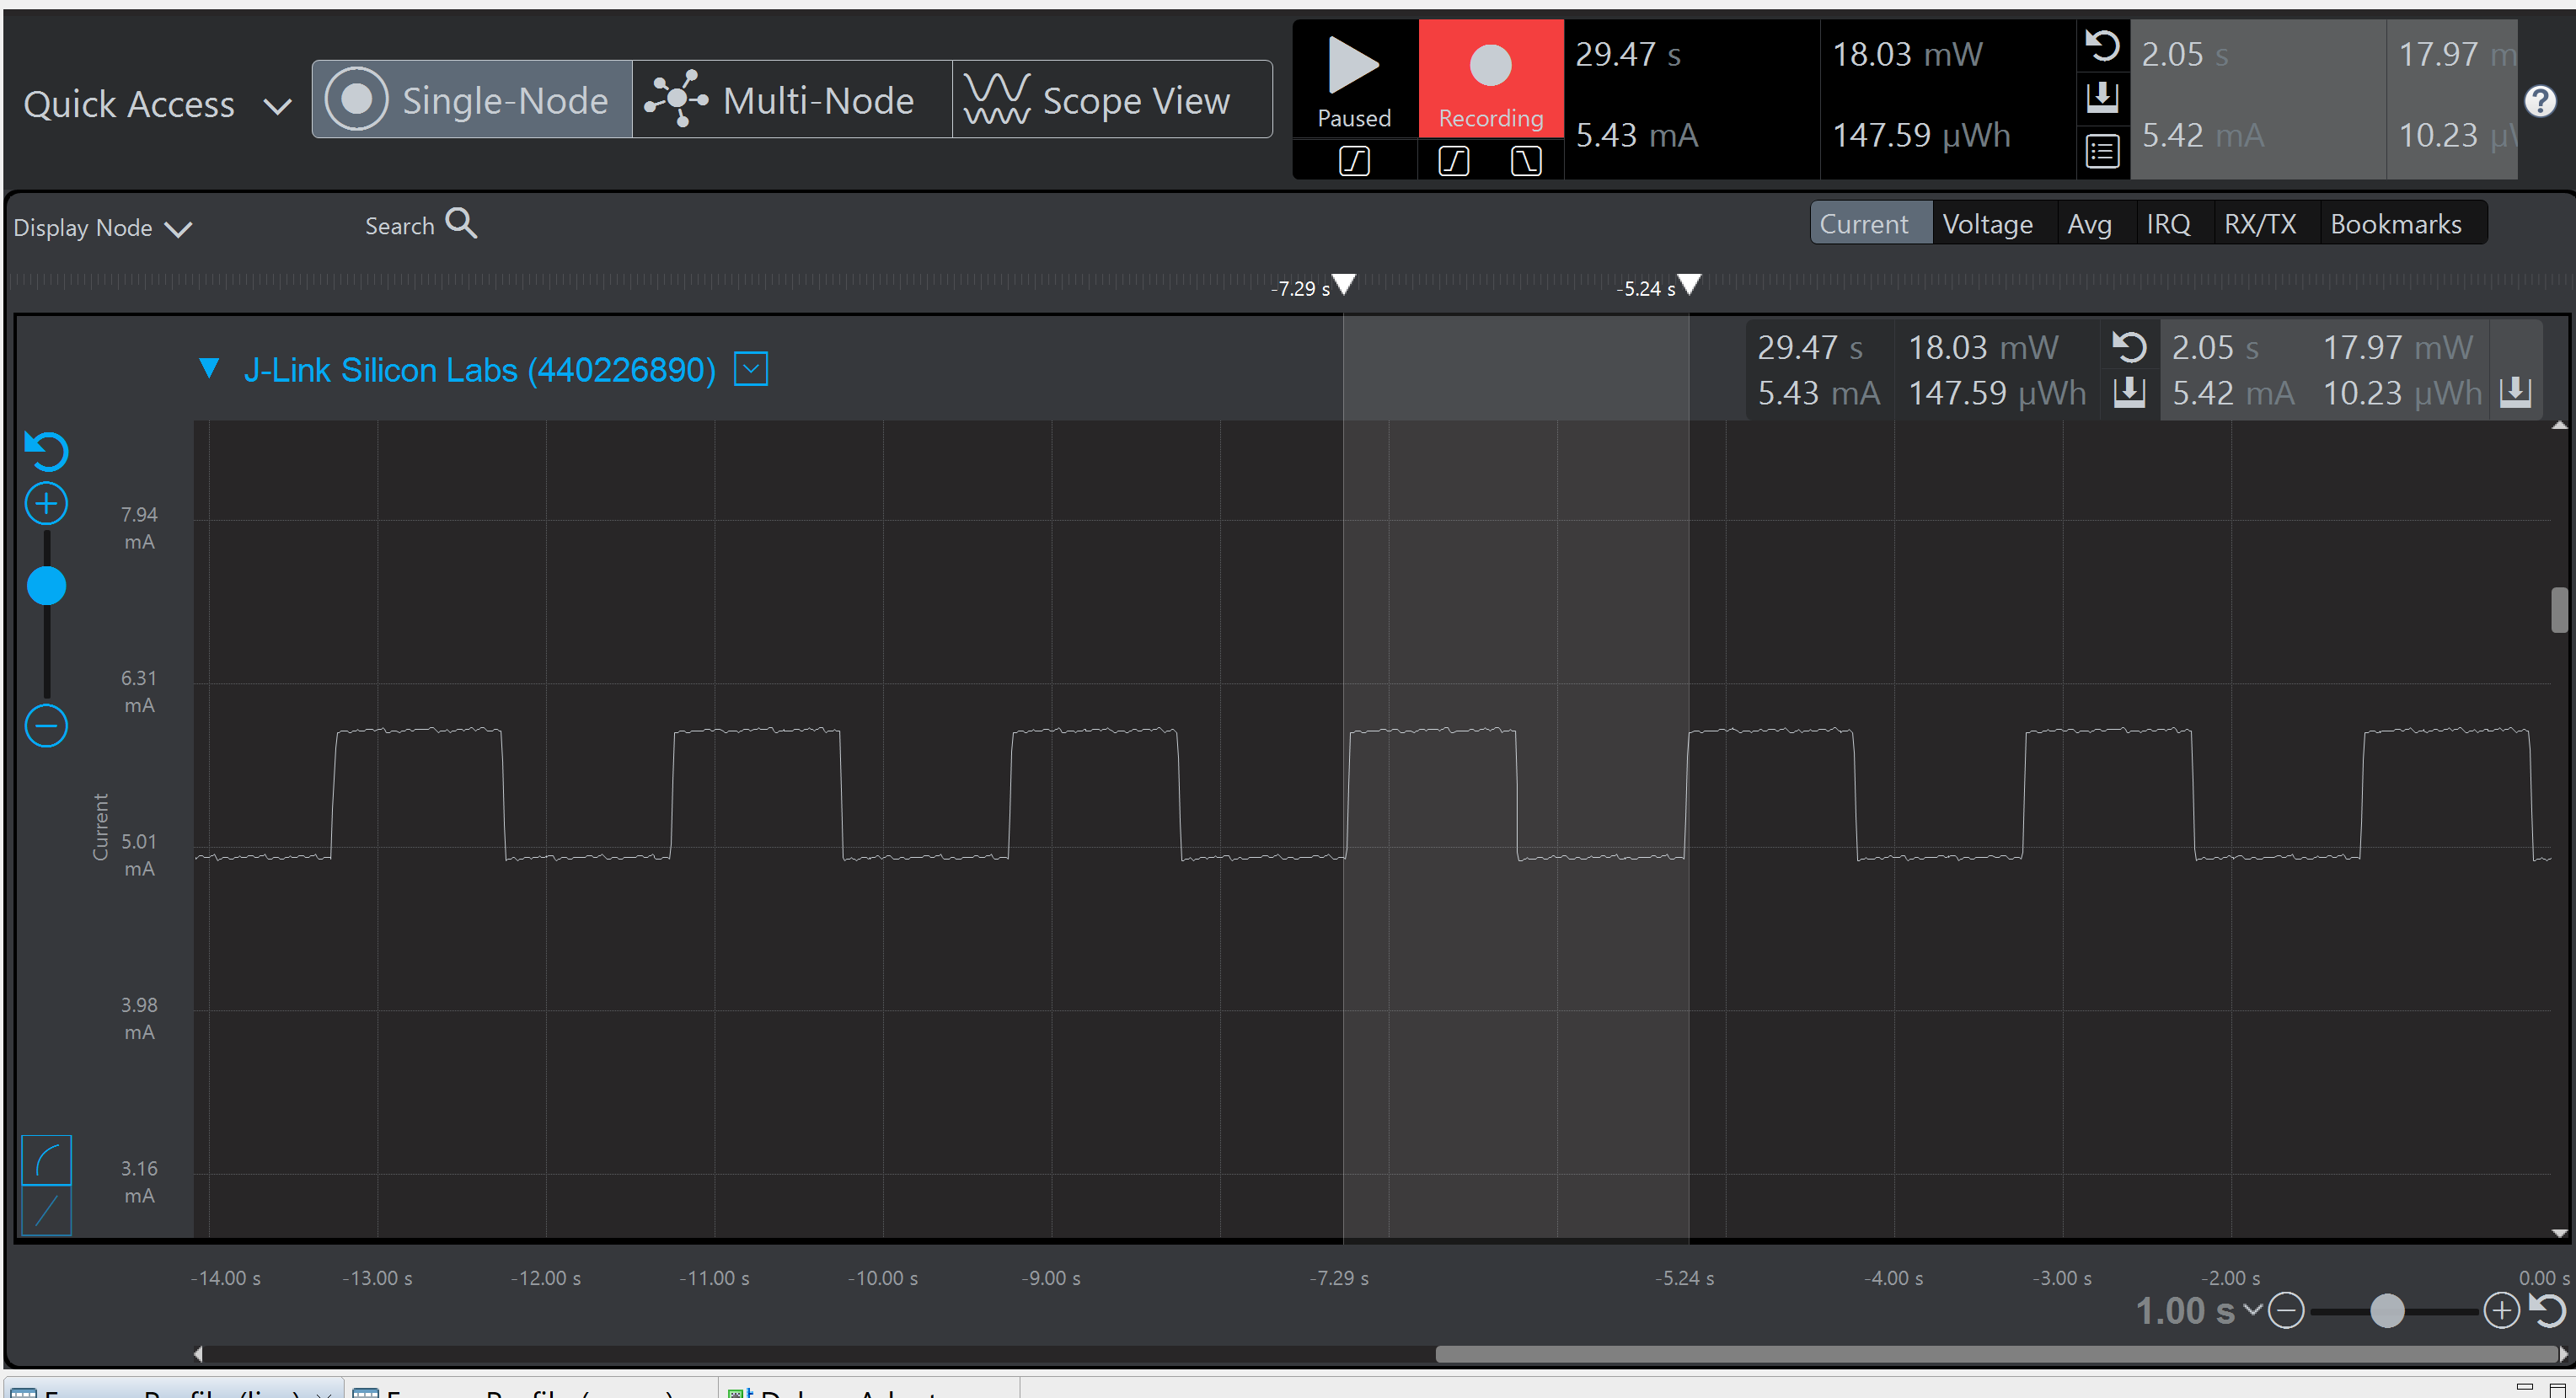 Quick Access
Single-Node
Multi-Node
Scope View
Paused
Recording
29.47 s
18.03 mW
5.43 mA
147.59 µWh
2.05 s
17.97 m
5.42 mA
10.23 µ
?
Display Node
Search
Current
Voltage
Avg
IRQ
RX/TX
Bookmarks
-7.29 s
-5.24 s
J-Link Silicon Labs (440226890)
29.47 s
18.03 mW
5.43 mA
147.59 µWh
2.05 s
17.97 mW
5.42 mA
10.23 µWh
7.94
mA
6.31
mA
5.01
mA
3.98
mA
3.16
mA
Current
-14.00 s
-13.00 s
-12.00 s
-11.00 s
-10.00 s
-9.00 s
-7.29 s
-5.24 s
-4.00 s
-3.00 s
-2.00 s
0.00 s
1.00 s